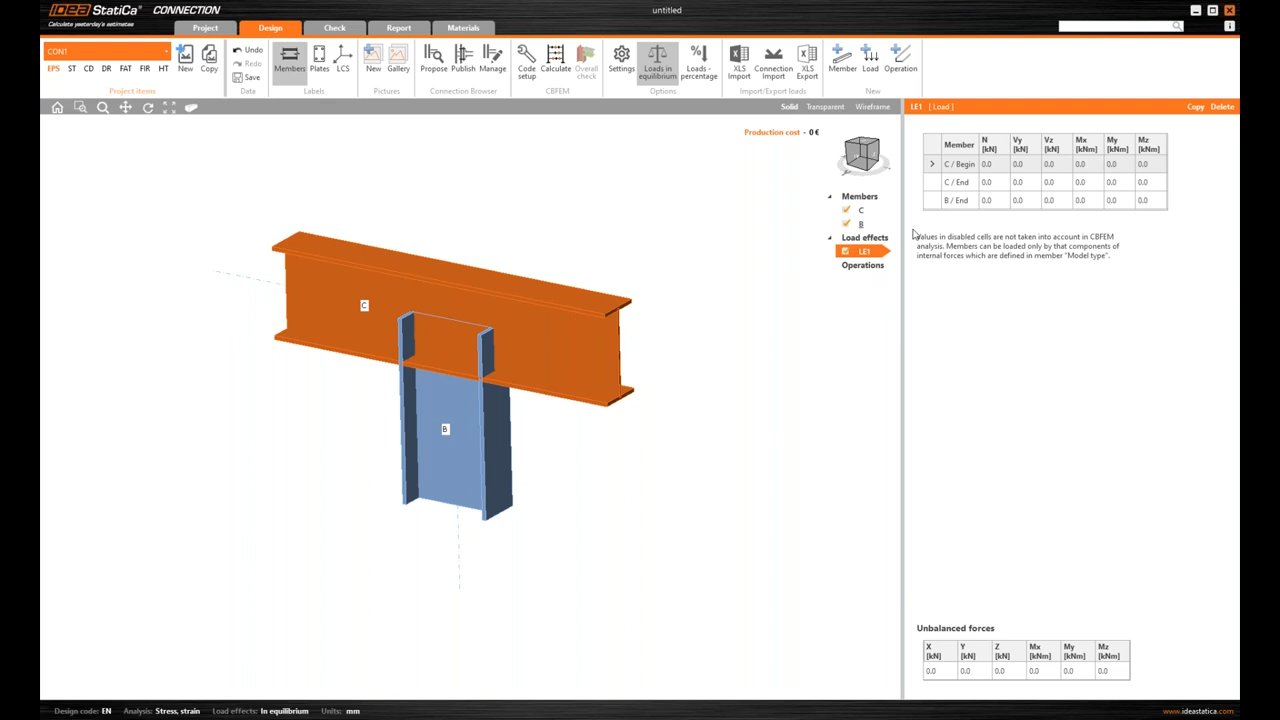 IDEA StatiCa® CONNECTION
Calculate yesterday's estimates
untitled
Project Design Check Report Materials
CON1
EPS ST CD DR FAT FIR HT
New Copy
Undo
Redo
Save
Members Plates LCS
New Gallery
Propose Publish Manage
Code setup Calculate Overall check
Settings Loads in equilibrium Loads - percentage
XLS Import Connection Import XLS Export
Member Load Operation
Project items Data Labels Pictures Connection Browser CBFEM Options Import/Export loads New
Solid Transparent Wireframe
LE1 [ Load ] Copy Delete
Production cost - 0 €
Members
C
B
Load effects
LE1
Operations
C
B
Member N [kN] Vy [kN] Vz [kN] Mx [kNm] My [kNm] Mz [kNm]
> C / Begin 0.0 0.0 0.0 0.0 0.0 0.0
C / End 0.0 0.0 0.0 0.0 0.0 0.0
B / End 0.0 0.0 0.0 0.0 0.0 0.0
Values in disabled cells are not taken into account in CBFEM
analysis. Members can be loaded only by that components of
internal forces which are defined in member "Model type".
Unbalanced forces
X [kN] Y [kN] Z [kN] Mx [kNm] My [kNm] Mz [kNm]
0.0 0.0 0.0 0.0 0.0 0.0
Design code: EN Analysis: Stress, strain Load effects: In equilibrium Units: mm
www.ideastatica.com